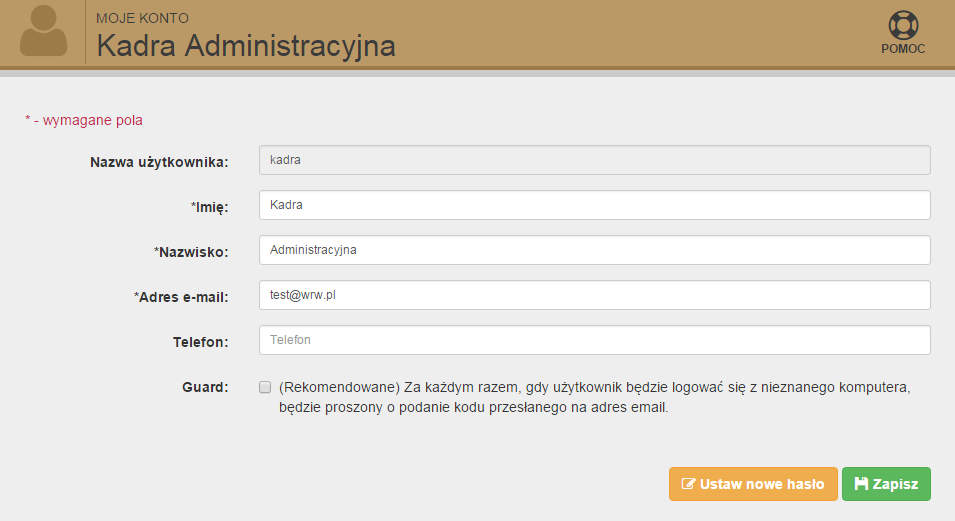 MOJE KONTO
Kadra Administracyjna
POMOC
* - wymagane pola
Nazwa użytkownika: kadra
*Imię: Kadra
*Nazwisko: Administracyjna
*Adres e-mail: test@wrw.pl
Telefon: Telefon
Guard: (Rekomendowane) Za każdym razem, gdy użytkownik będzie logować się z nieznanego komputera,
będzie proszony o podanie kodu przesłanego na adres email.
Ustaw nowe hasło Zapisz